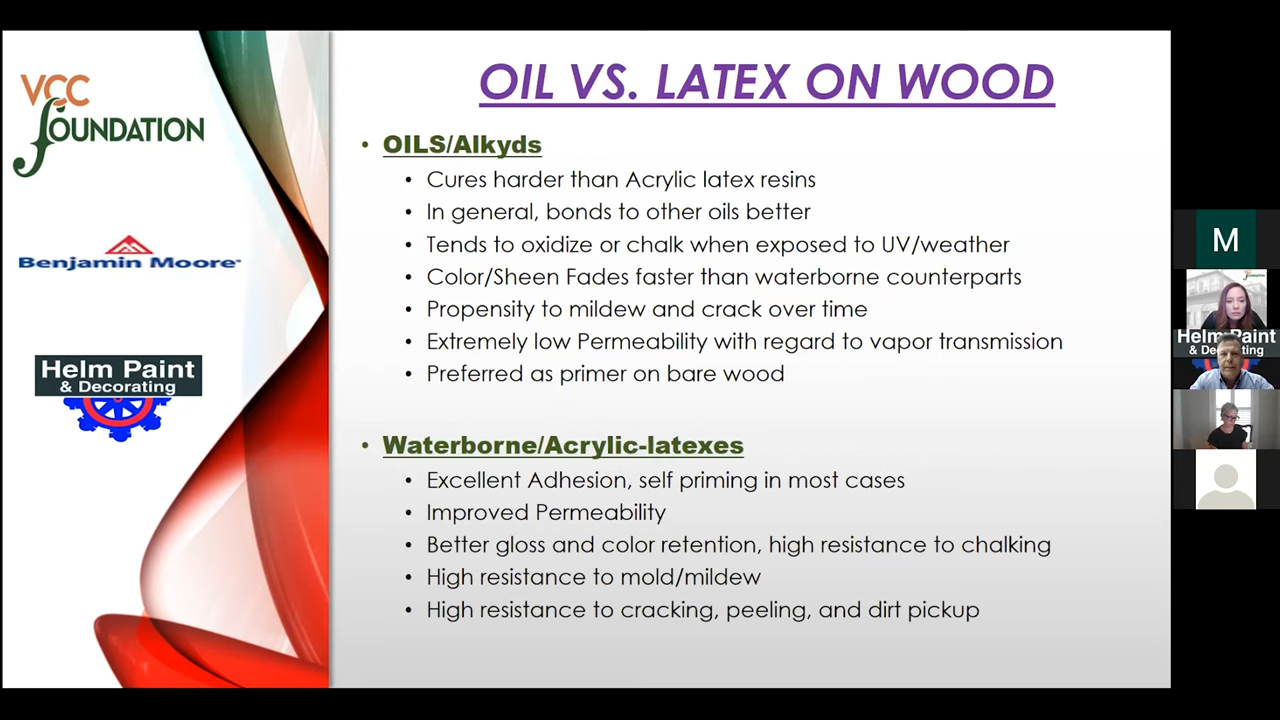 VCC
FOUNDATION
Benjamin Moore®
Helm Paint
& Decorating
OIL VS. LATEX ON WOOD
• OILS/Alkyds
• Cures harder than Acrylic latex resins
• In general, bonds to other oils better
• Tends to oxidize or chalk when exposed to UV/weather
• Color/Sheen Fades faster than waterborne counterparts
• Propensity to mildew and crack over time
• Extremely low Permeability with regard to vapor transmission
• Preferred as primer on bare wood
• Waterborne/Acrylic-latexes
• Excellent Adhesion, self priming in most cases
• Improved Permeability
• Better gloss and color retention, high resistance to chalking
• High resistance to mold/mildew
• High resistance to cracking, peeling, and dirt pickup
M
FOUNDATION
Helm Paint